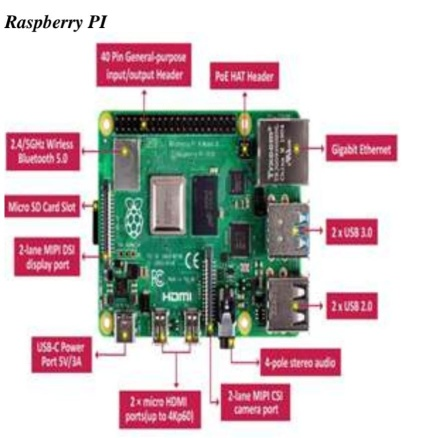 Raspberry PI
40 Pin General-purpose
input/output Header
PoE HAT Header
2.4/5GHz Wirless
Bluetooth 5.0
Gigabit Ethernet
Micro SD Card Slot
2-lane MIPI DSI
display port
2 x USB 3.0
2 x USB 2.0
HDMI
USB-C Power
Port 5V/3A
4-pole stereo audio
2 × micro HDMI
ports(up to 4Kp60)
2-lane MIPI CSI
camera port